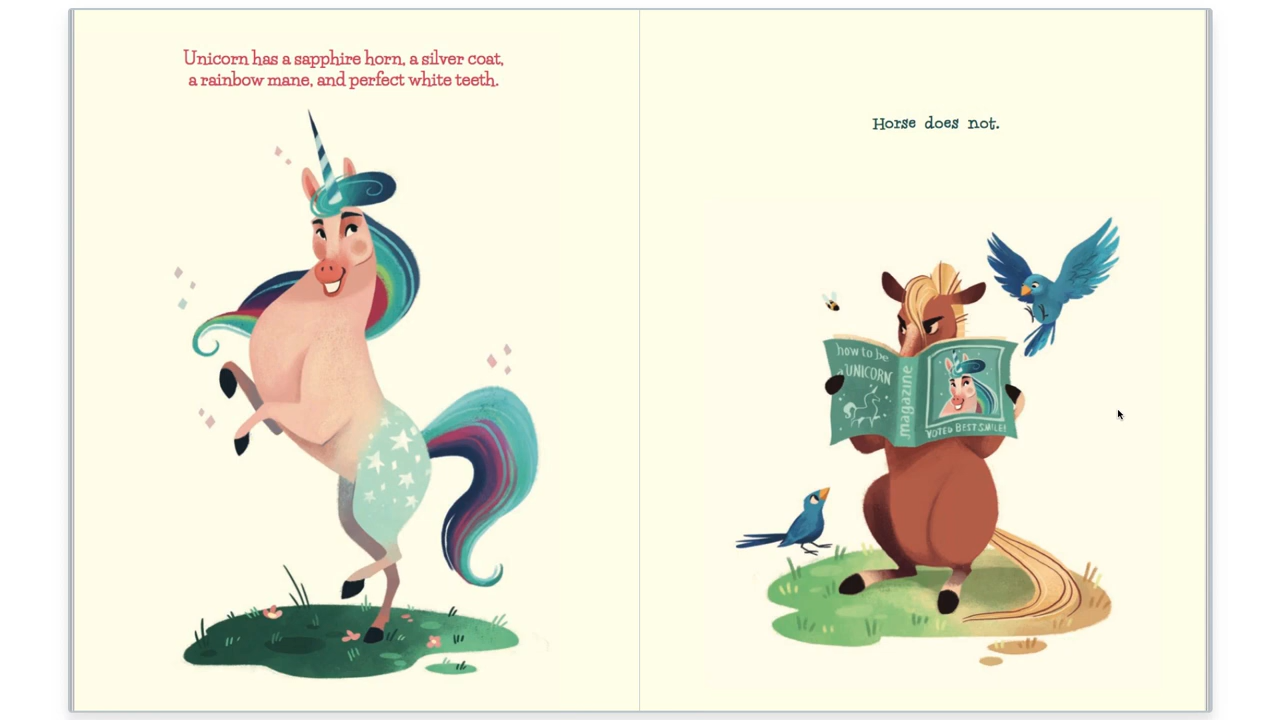 Unicorn has a sapphire horn, a silver coat,
a rainbow mane, and perfect white teeth.
Horse does not.
how to be
a UNICORN
magazine
VOTED BEST SMILE!